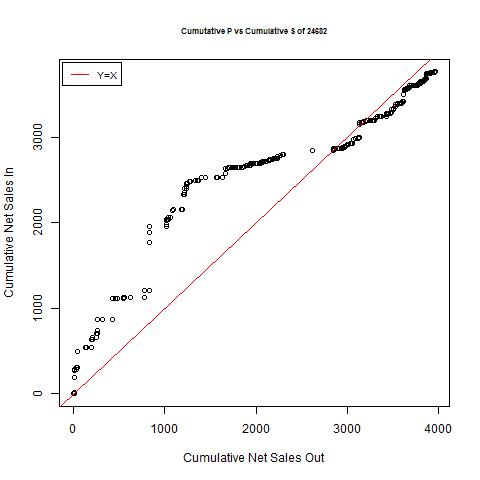 Cumutative P vs Cumulative S of 24682
Y=X
Cumulative Net Sales In
3000
2000
1000
0
0 1000 2000 3000 4000
Cumulative Net Sales Out